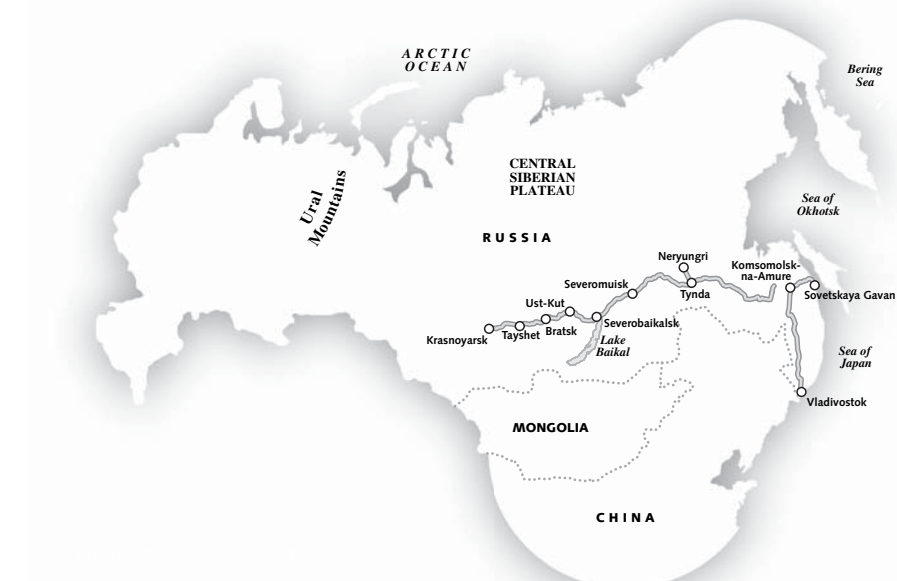 ARCTIC
OCEAN
Bering
Sea
CENTRAL
SIBERIAN
PLATEAU
Ural
Mountains
Sea of
Okhotsk
RUSSIA
Neryungri
Komsomolsk-
na-Amure
Severomuisk
Tynda
Sovetskaya Gavan
Ust-Kut
Severobaikalsk
Krasnoyarsk
Tayshet
Bratsk
Lake
Baikal
Sea of
Japan
Vladivostok
MONGOLIA
CHINA